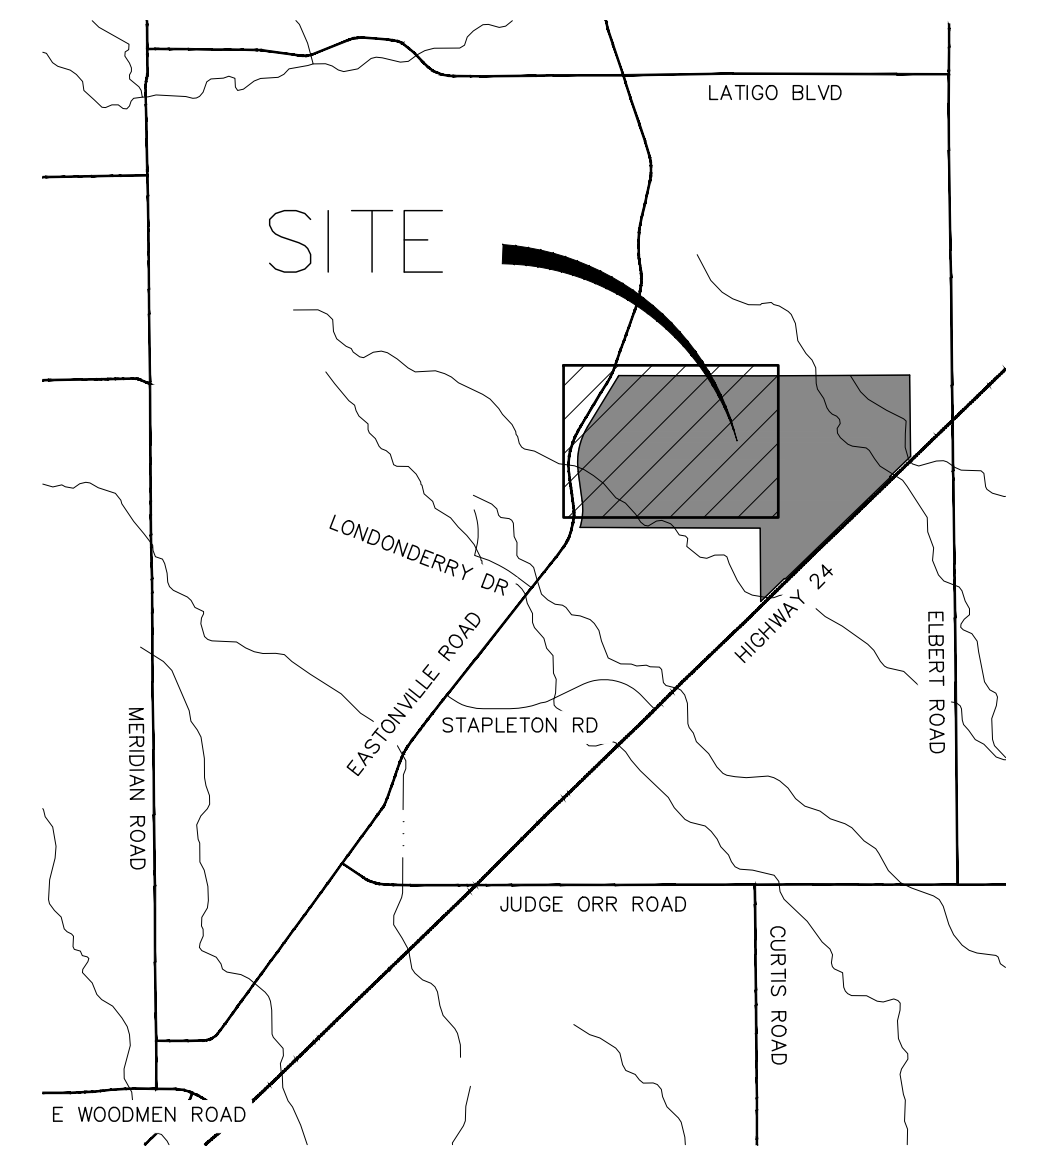 LATIGO BLVD
SITE
LONDONDERRY DR
HIGHWAY 24
EASTONVILLE ROAD
ELBERT ROAD
STAPLETON RD
MERIDIAN ROAD
JUDGE ORR ROAD
CURTIS ROAD
E WOODMEN ROAD